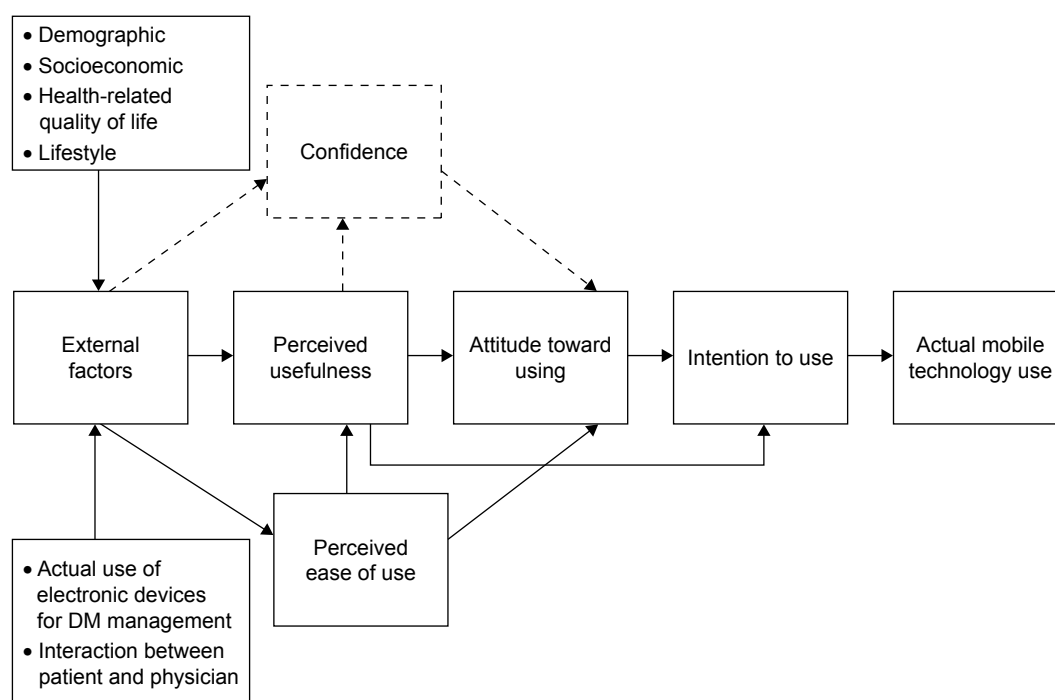 • Demographic
• Socioeconomic
• Health-related
quality of life
• Lifestyle
Confidence
External
factors
Perceived
usefulness
Attitude toward
using
Intention to use
Actual mobile
technology use
Perceived
ease of use
• Actual use of
electronic devices
for DM management
• Interaction between
patient and physician